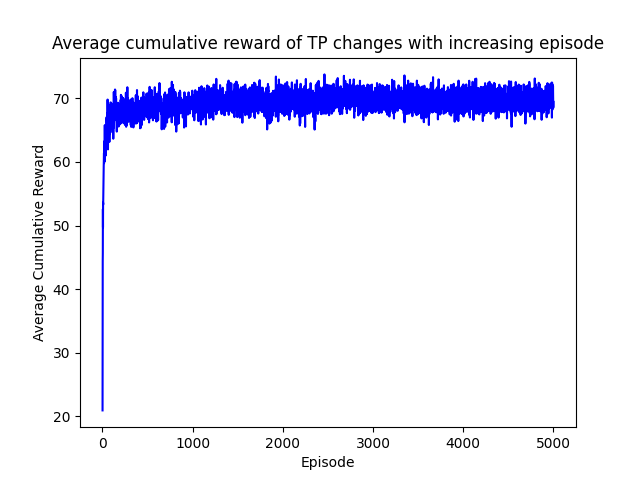 Average cumulative reward of TP changes with increasing episode
70
60
50
40
30
20
Average Cumulative Reward
0 1000 2000 3000 4000 5000
Episode